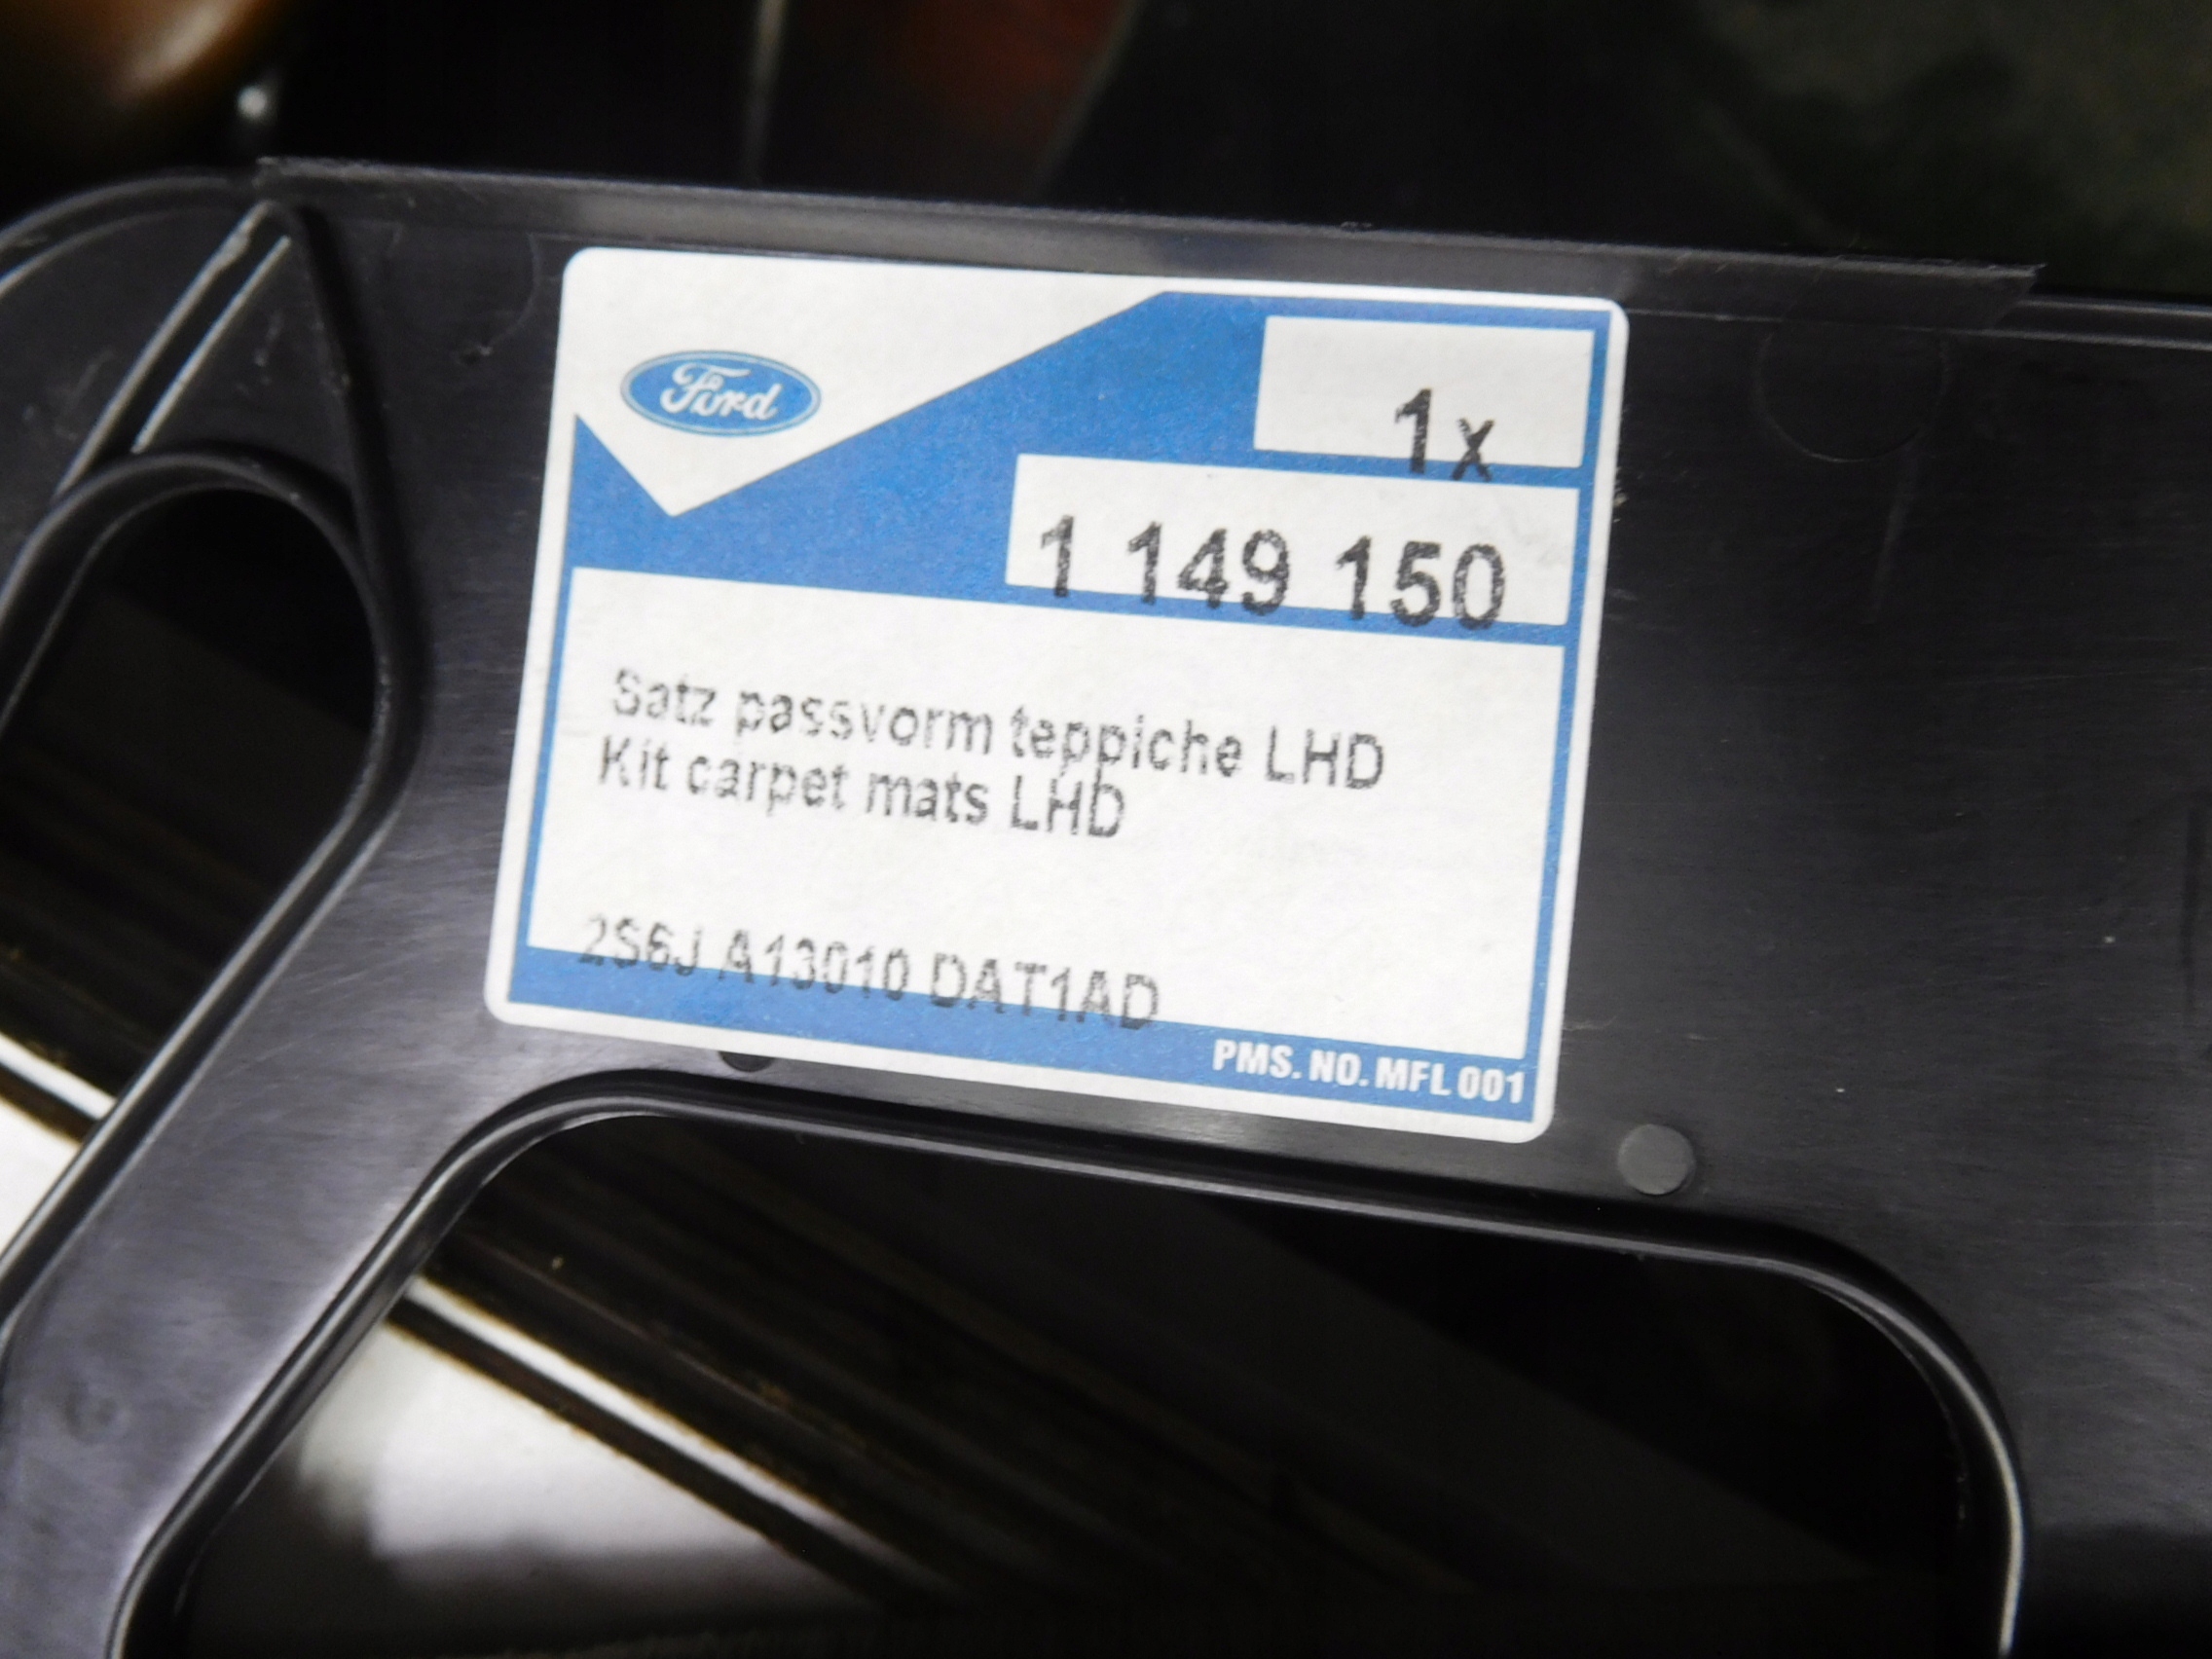 Ford
1x
1 149 150
Satz passvorm teppiche LHD
Kit carpet mats LHD
2S6J A13010 DAT1AD
PMS. NO. MFL 001